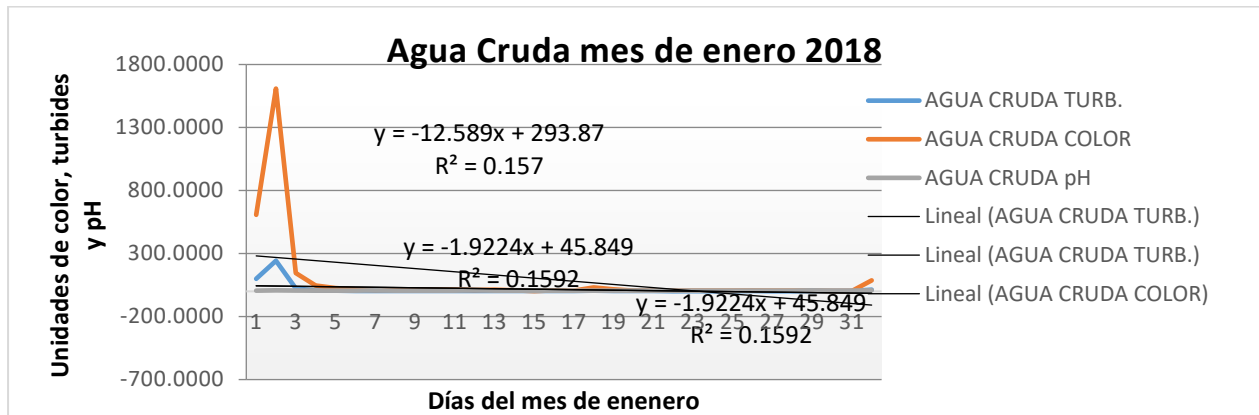 Agua Cruda mes de enero 2018
Unidades de color, turbides
y pH
1800.0000
1300.0000
800.0000
300.0000
-200.0000
-700.0000
y = -12.589x + 293.87
R² = 0.157
y = -1.9224x + 45.849
R² = 0.1592
y = -1.9224x + 45.849
R² = 0.1592
1 3 5 7 9 11 13 15 17 19 21 23 25 27 29 31
Días del mes de enenero
AGUA CRUDA TURB.
AGUA CRUDA COLOR
AGUA CRUDA pH
Lineal (AGUA CRUDA TURB.)
Lineal (AGUA CRUDA TURB.)
Lineal (AGUA CRUDA COLOR)